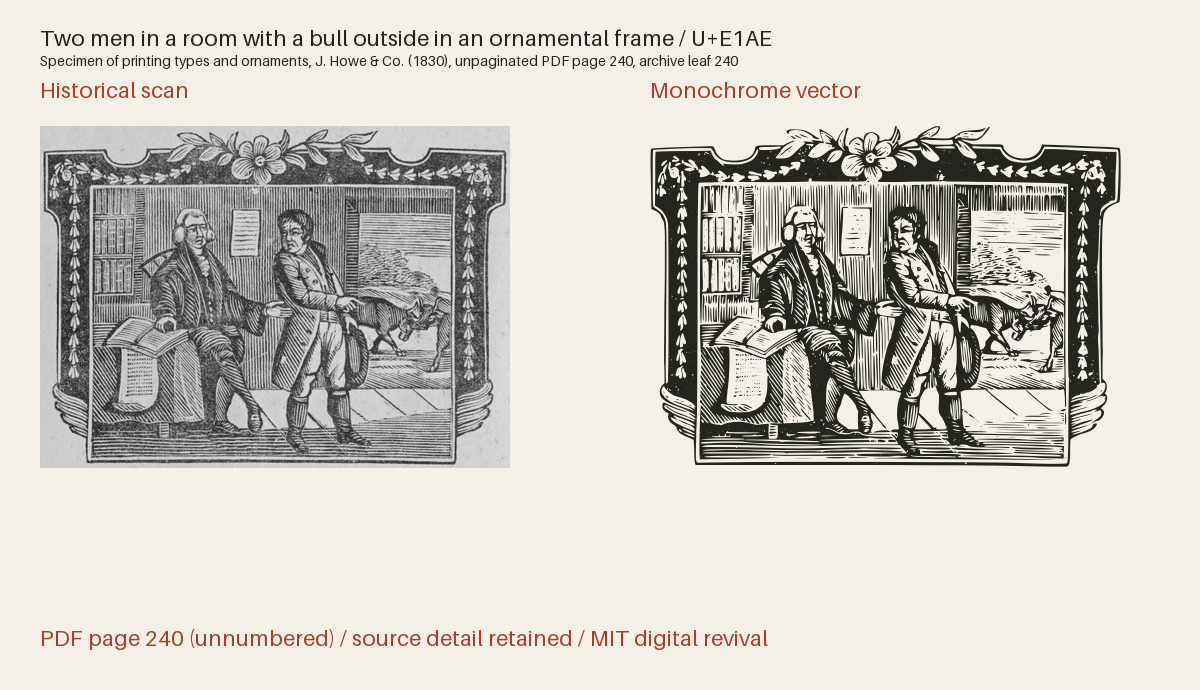 Two men in a room with a bull outside in an ornamental frame / U+E1AE
Specimen of printing types and ornaments, J. Howe & Co. (1830), unpaginated PDF page 240, archive leaf 240
Historical scan
Monochrome vector
PDF page 240 (unnumbered) / source detail retained / MIT digital revival